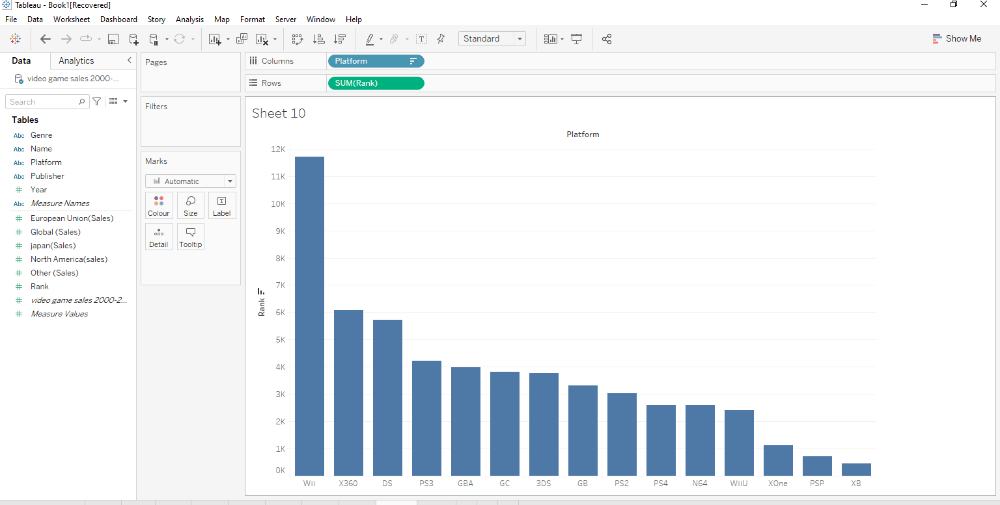 Tableau - Book1[Recovered]
File Data Worksheet Dashboard Story Analysis Map Format Server Window Help
Standard
Show Me
Data Analytics
video game sales 2000-...
Search
Tables
Abc Genre
Abc Name
Abc Platform
Abc Publisher
# Year
Abc Measure Names
# European Union(Sales)
# Global (Sales)
# japan(Sales)
# North America(sales)
# Other (Sales)
# Rank
# video game sales 2000-2...
# Measure Values
Pages
Filters
Marks
Automatic
Colour Size Label
Detail Tooltip
Columns Platform
Rows SUM(Rank)
Sheet 10
Platform
12K
11K
10K
9K
8K
7K
6K
5K
4K
3K
2K
1K
0K
Rank
Wii X360 DS PS3 GBA GC 3DS GB PS2 PS4 N64 WiiU XOne PSP XB